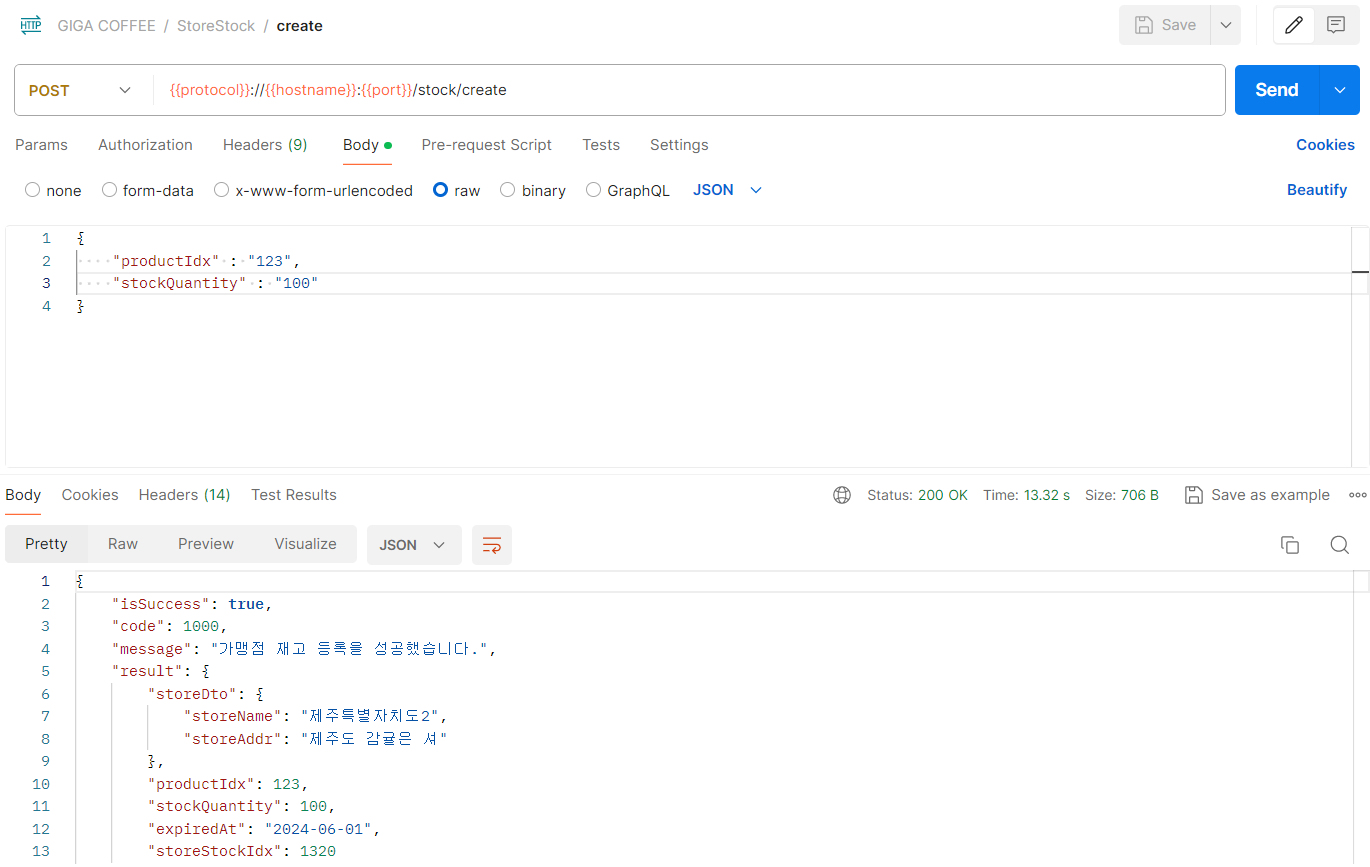 HTTP GIGA COFFEE / StoreStock / create Save
POST {{protocol}}://{{hostname}}:{{port}}/stock/create Send
Params Authorization Headers (9) Body Pre-request Script Tests Settings Cookies
none form-data x-www-form-urlencoded raw binary GraphQL JSON Beautify
1 {
2 "productIdx" : "123",
3 "stockQuantity" : "100"
4 }
Body Cookies Headers (14) Test Results Status: 200 OK Time: 13.32 s Size: 706 B Save as example
Pretty Raw Preview Visualize JSON
1 {
2 "isSuccess": true,
3 "code": 1000,
4 "message": "가맹점 재고 등록을 성공했습니다.",
5 "result": {
6 "storeDto": {
7 "storeName": "제주특별자치도2",
8 "storeAddr": "제주도 감귤은 셔"
9 },
10 "productIdx": 123,
11 "stockQuantity": 100,
12 "expiredAt": "2024-06-01",
13 "storeStockIdx": 1320